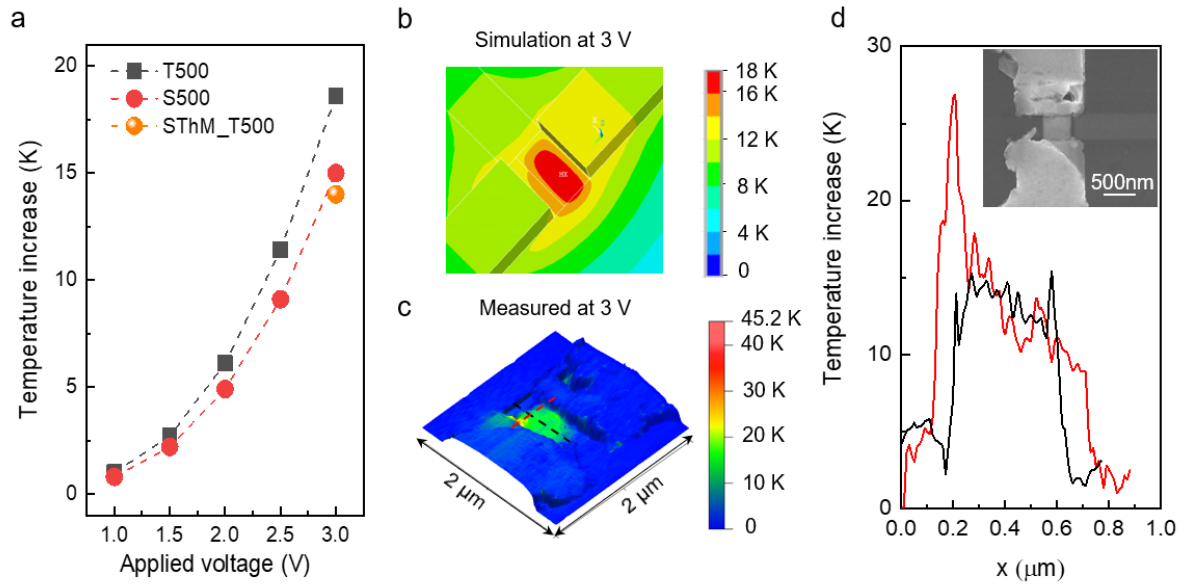 a
20
15
10
5
0
1.0 1.5 2.0 2.5 3.0
Temperature increase (K)
Applied voltage (V)
T500
S500
SThM_T500
b
Simulation at 3 V
MX
18 K
16 K
12 K
8 K
4 K
0
c
Measured at 3 V
45.2 K
40 K
30 K
20 K
10 K
0
2 μm
2 μm
d
30
20
10
0
0.0 0.2 0.4 0.6 0.8 1.0
Temperature increase (K)
x (μm)
500nm